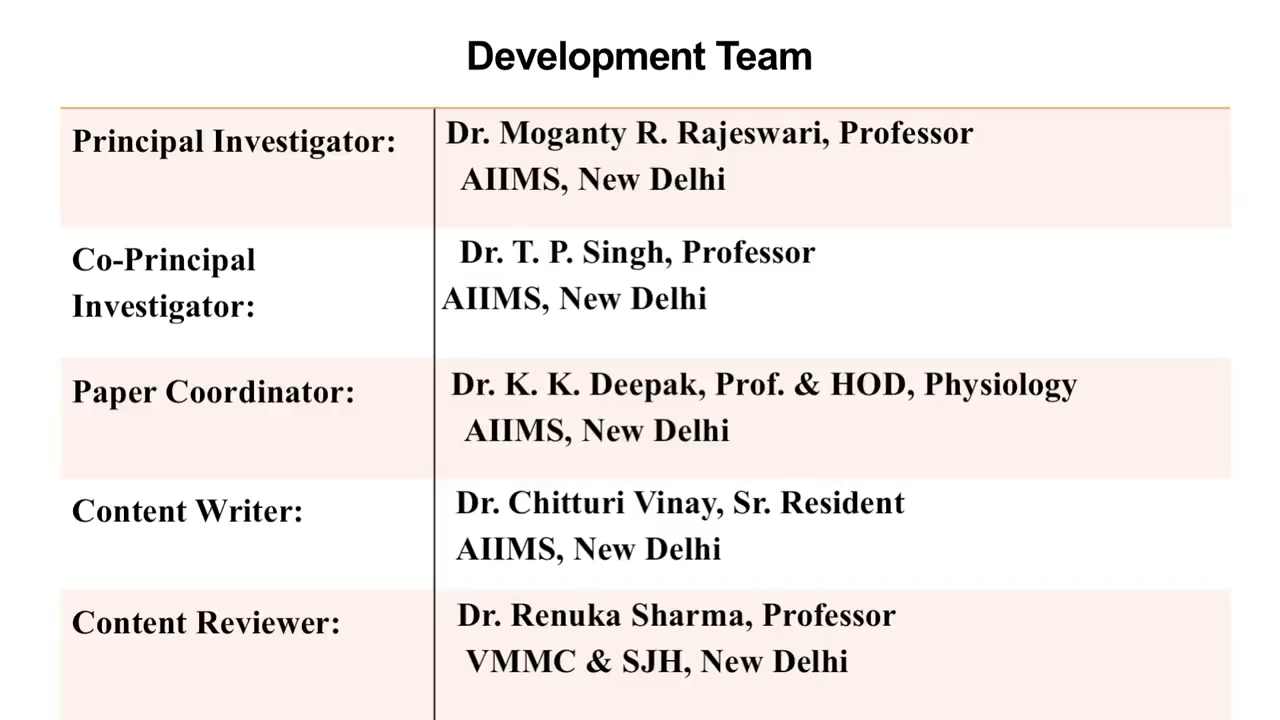 Development Team
Principal Investigator:
Dr. Moganty R. Rajeswari, Professor
AIIMS, New Delhi
Co-Principal
Investigator:
Dr. T. P. Singh, Professor
AIIMS, New Delhi
Paper Coordinator:
Dr. K. K. Deepak, Prof. & HOD, Physiology
AIIMS, New Delhi
Content Writer:
Dr. Chitturi Vinay, Sr. Resident
AIIMS, New Delhi
Content Reviewer:
Dr. Renuka Sharma, Professor
VMMC & SJH, New Delhi